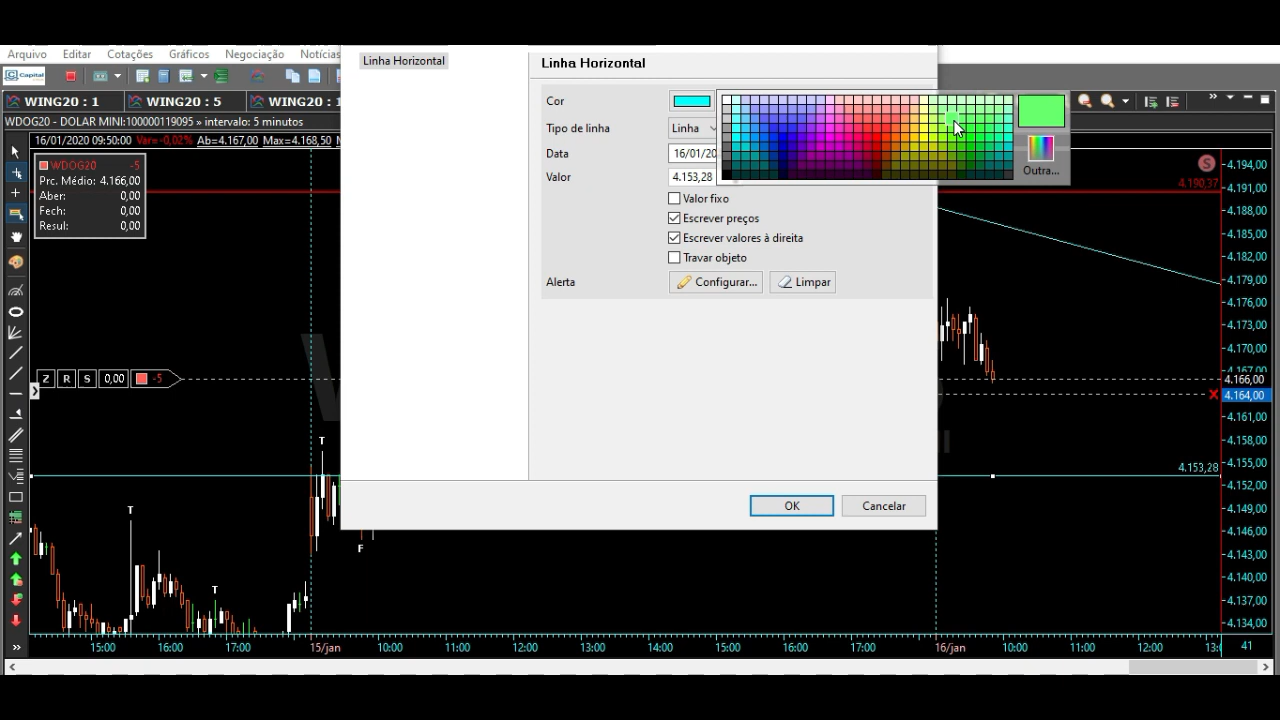 Arquivo Editar Cotações Gráficos Negociação Notícias
Capital
WING20 : 1 WING20 : 5 WING20 : 1
WDOG20 - DOLAR MINI:100000119095 » intervalo: 5 minutos
16/01/2020 09:50:00 Var=-0,02% Ab=4.167,00 Max=4.168,50
WDOG20 -5
Prc. Médio: 4.166,00
Aber: 0,00
Fech: 0,00
Resul: 0,00
Linha Horizontal
Linha Horizontal
Cor
Outra...
Tipo de linha Linha
Data 16/01/20
Valor 4.153,28
Valor fixo
Escrever preços
Escrever valores à direita
Travar objeto
Alerta Configurar... Limpar
OK Cancelar
Z R S 0,00 -5
T
T
T
F
S
4.190,37
4.153,28
4.194,00
4.191,00
4.188,00
4.185,00
4.182,00
4.179,00
4.176,00
4.173,00
4.170,00
4.167,00
4.166,00
4.164,00
4.161,00
4.158,00
4.155,00
4.152,00
4.149,00
4.146,00
4.143,00
4.140,00
4.137,00
4.134,00
15:00 16:00 17:00 15/jan 10:00 11:00 12:00 13:00 14:00 15:00 16:00 17:00 16/jan 10:00 11:00 12:00 13:0 41